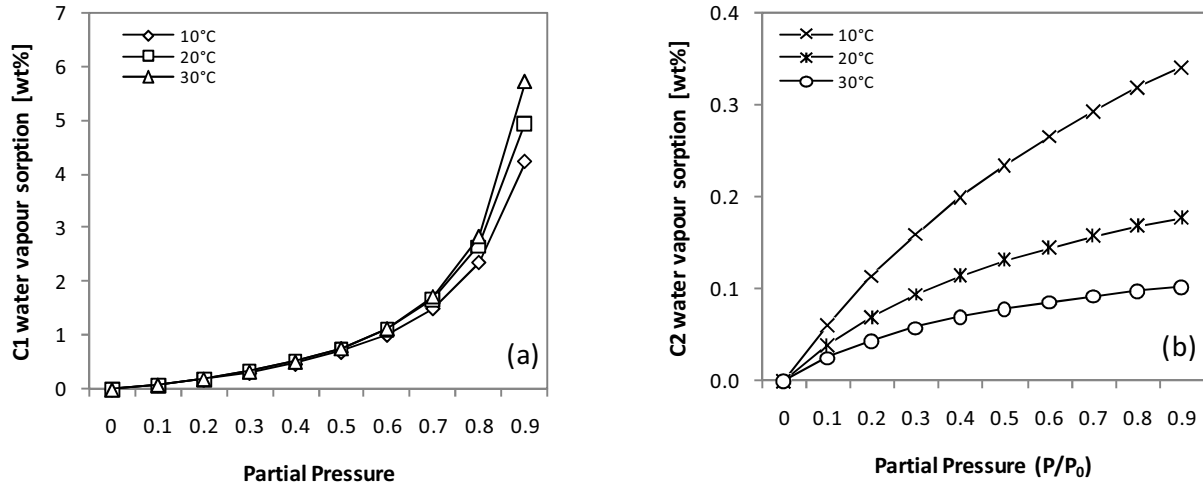 7
6
5
4
3
2
1
0
C1 water vapour sorption [wt%]
10°C
20°C
30°C
(a)
0 0.1 0.2 0.3 0.4 0.5 0.6 0.7 0.8 0.9
Partial Pressure
0.4
0.3
0.2
0.1
0.0
C2 water vapour sorption [wt%]
10°C
20°C
30°C
(b)
0 0.1 0.2 0.3 0.4 0.5 0.6 0.7 0.8 0.9
Partial Pressure (P/P₀)